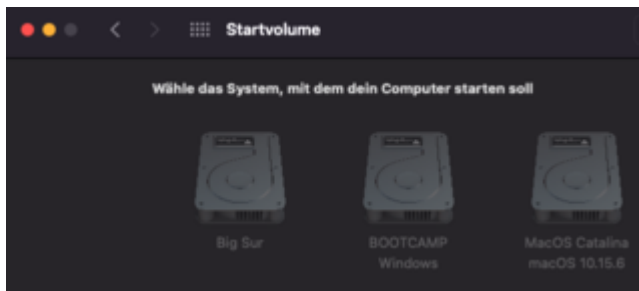 Startvolume
Wähle das System, mit dem dein Computer starten soll
Big Sur
BOOTCAMP
Windows
MacOS Catalina
macOS 10.15.6